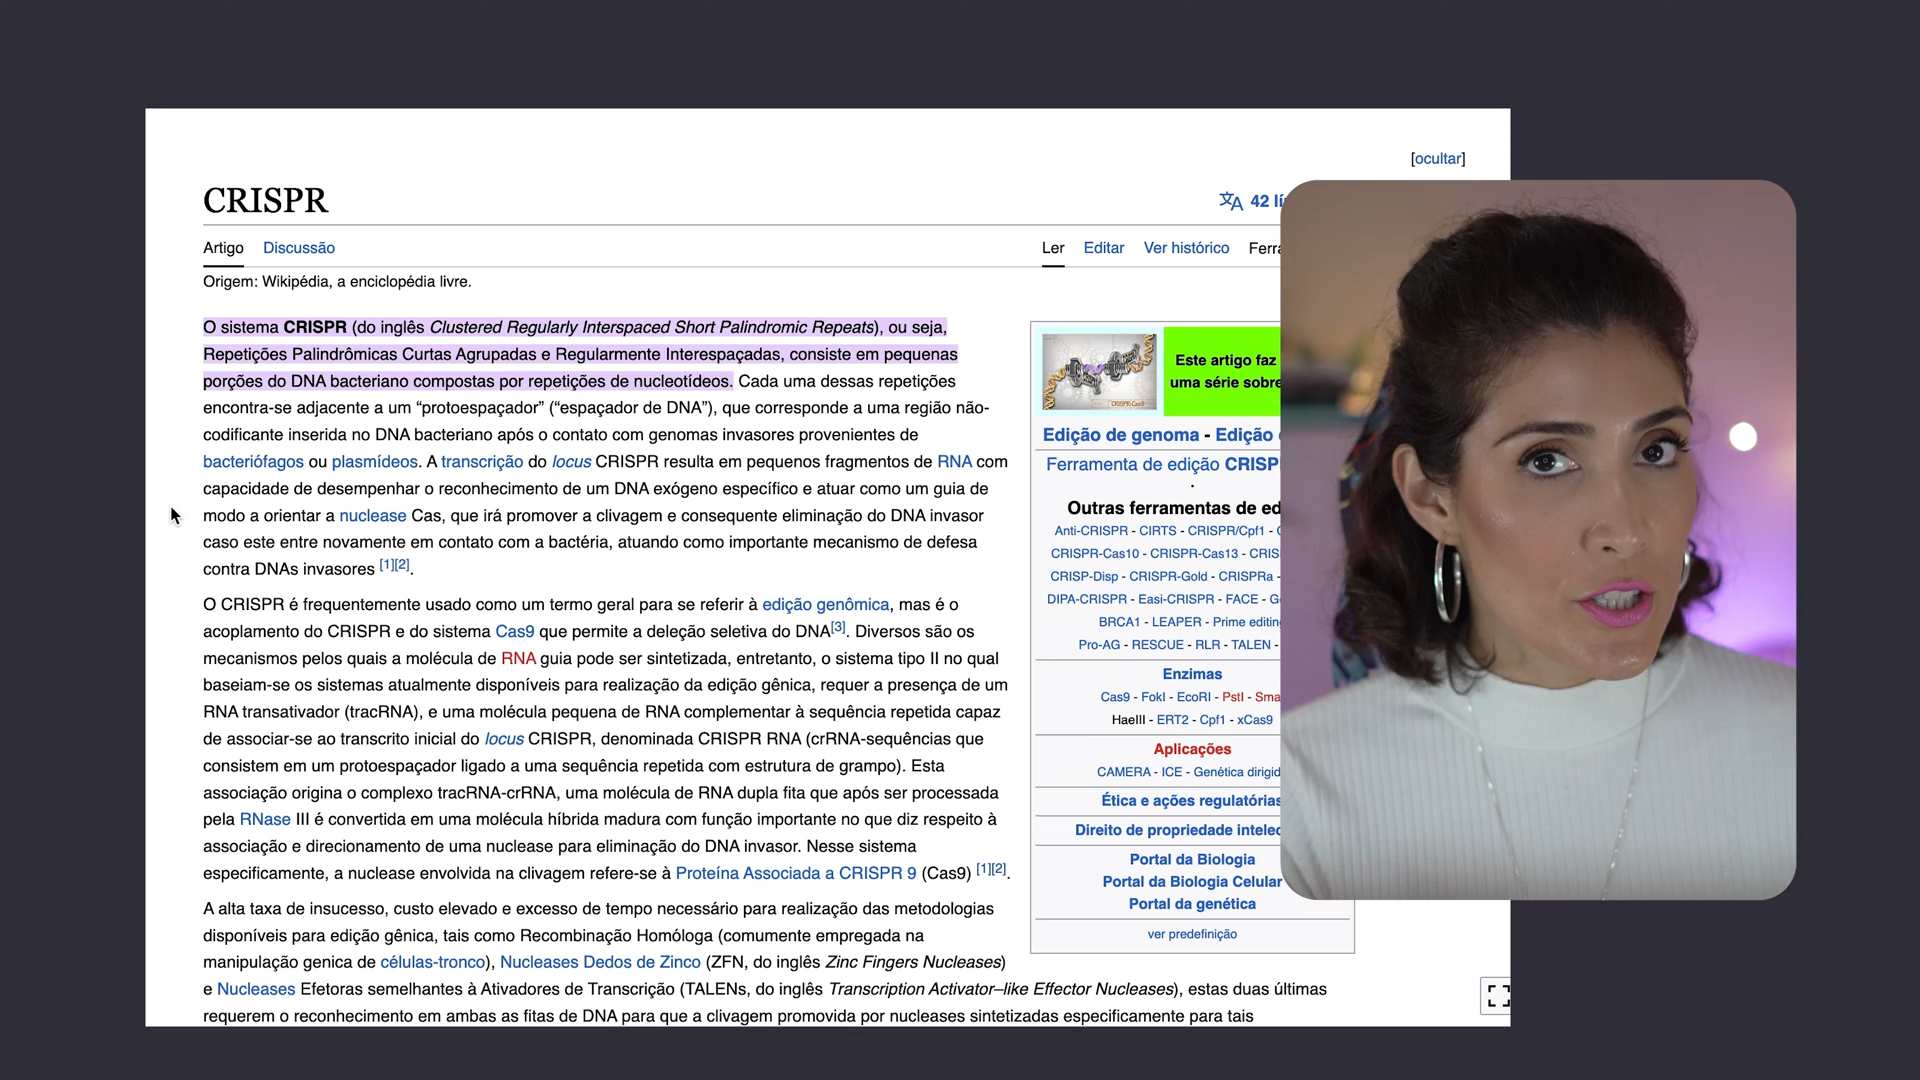 [ocultar]
CRISPR
42
Artigo Discussão
Ler Editar Ver histórico
Origem: Wikipédia, a enciclopédia livre.
O sistema CRISPR (do inglês Clustered Regularly Interspaced Short Palindromic Repeats), ou seja,
Repetições Palindrômicas Curtas Agrupadas e Regularmente Interespaçadas, consiste em pequenas
porções do DNA bacteriano compostas por repetições de nucleotídeos. Cada uma dessas repetições
encontra-se adjacente a um “protoespaçador” (“espaçador de DNA”), que corresponde a uma região não-
codificante inserida no DNA bacteriano após o contato com genomas invasores provenientes de
bacteriófagos ou plasmídeos. A transcrição do locus CRISPR resulta em pequenos fragmentos de RNA com
capacidade de desempenhar o reconhecimento de um DNA exógeno específico e atuar como um guia de
modo a orientar a nuclease Cas, que irá promover a clivagem e consequente eliminação do DNA invasor
caso este entre novamente em contato com a bactéria, atuando como importante mecanismo de defesa
contra DNAs invasores [1][2].
O CRISPR é frequentemente usado como um termo geral para se referir à edição genômica, mas é o
acoplamento do CRISPR e do sistema Cas9 que permite a deleção seletiva do DNA[3]. Diversos são os
mecanismos pelos quais a molécula de RNA guia pode ser sintetizada, entretanto, o sistema tipo II no qual
baseiam-se os sistemas atualmente disponíveis para realização da edição gênica, requer a presença de um
RNA transativador (tracRNA), e uma molécula pequena de RNA complementar à sequência repetida capaz
de associar-se ao transcrito inicial do locus CRISPR, denominada CRISPR RNA (crRNA-sequências que
consistem em um protoespaçador ligado a uma sequência repetida com estrutura de grampo). Esta
associação origina o complexo tracRNA-crRNA, uma molécula de RNA dupla fita que após ser processada
pela RNase III é convertida em uma molécula híbrida madura com função importante no que diz respeito à
associação e direcionamento de uma nuclease para eliminação do DNA invasor. Nesse sistema
especificamente, a nuclease envolvida na clivagem refere-se à Proteína Associada a CRISPR 9 (Cas9) [1][2].
A alta taxa de insucesso, custo elevado e excesso de tempo necessário para realização das metodologias
disponíveis para edição gênica, tais como Recombinação Homóloga (comumente empregada na
manipulação genica de células-tronco), Nucleases Dedos de Zinco (ZFN, do inglês Zinc Fingers Nucleases)
e Nucleases Efetoras semelhantes à Ativadores de Transcrição (TALENs, do inglês Transcription Activator–like Effector Nucleases), estas duas últimas
requerem o reconhecimento em ambas as fitas de DNA para que a clivagem promovida por nucleases sintetizadas especificamente para tais
CRISPR-Cas9
Este artigo faz
uma série sobre
Edição de genoma - Edição
Ferramenta de edição CRISP
Outras ferramentas de ed
Anti-CRISPR - CIRTS - CRISPR/Cpf1 -
CRISPR-Cas10 - CRISPR-Cas13 - CRIS
CRISP-Disp - CRISPR-Gold - CRISPRa -
DIPA-CRISPR - Easi-CRISPR - FACE -
BRCA1 - LEAPER - Prime editing
Pro-AG - RESCUE - RLR - TALEN -
Enzimas
Cas9 - FokI - EcoRI - PstI - Sma
HaeIII - ERT2 - Cpf1 - xCas9
Aplicações
CAMERA - ICE - Genética dirigid
Ética e ações regulatórias
Direito de propriedade intelec
Portal da Biologia
Portal da Biologia Celular
Portal da genética
ver predefinição